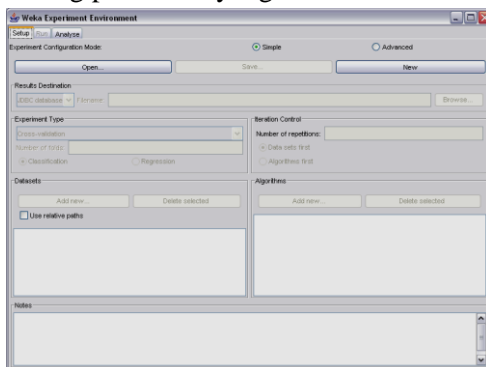 Weka Experiment Environment
Setup Run Analyse
Experiment Configuration Mode: Simple Advanced
Open... Save... New
Results Destination
JDBC database Filename: Browse...
Experiment Type Iteration Control
Cross-validation Number of repetitions:
Number of folds: Data sets first
Classification Regression Algorithms first
Datasets Algorithms
Add new... Delete selected Add new... Delete selected
Use relative paths
Notes